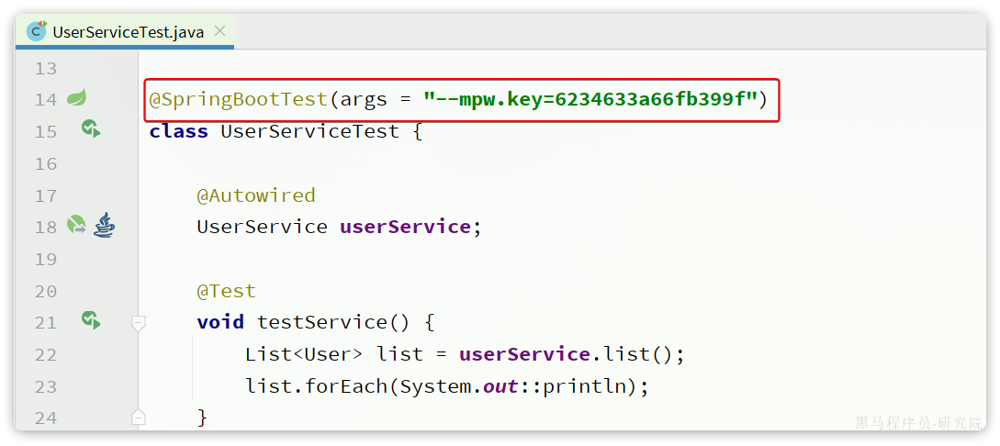 UserServiceTest.java
13
14 @SpringBootTest(args = "--mpw.key=6234633a66fb399f")
15 class UserServiceTest {
16
17 @Autowired
18 UserService userService;
19
20 @Test
21 void testService() {
22 List<User> list = userService.list();
23 list.forEach(System.out::println);
24 }
黑马程序员-研究院